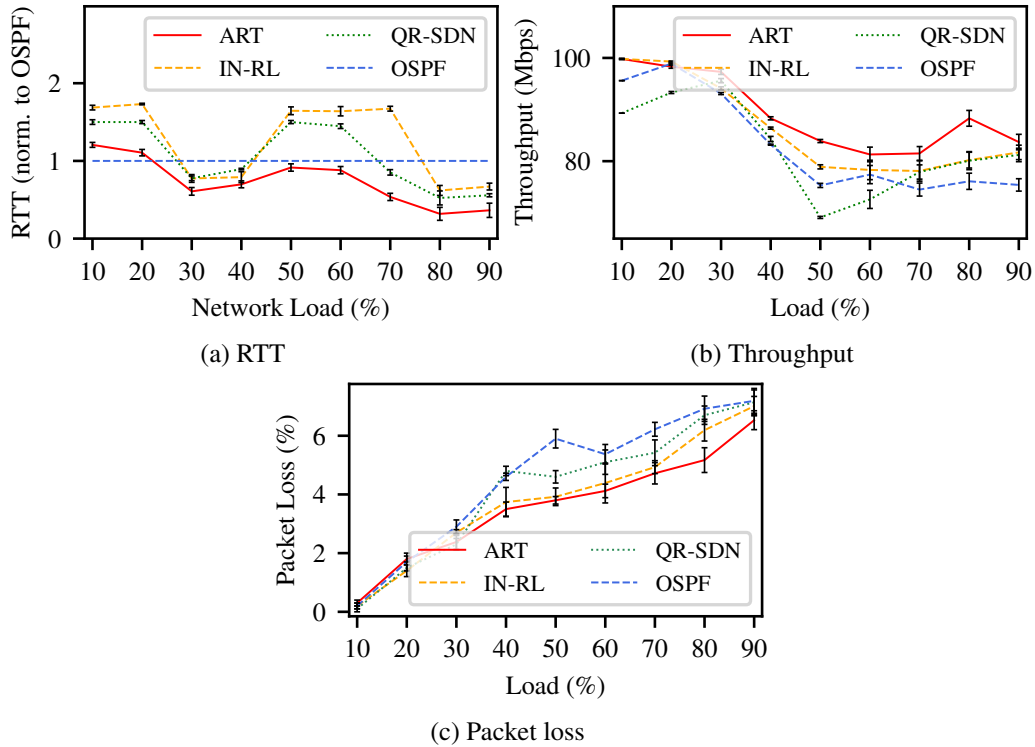 RTT (norm. to OSPF)
2
1
0
ART
IN-RL
QR-SDN
OSPF
10 20 30 40 50 60 70 80 90
Network Load (%)
(a) RTT
Throughput (Mbps)
100
80
ART
IN-RL
QR-SDN
OSPF
10 20 30 40 50 60 70 80 90
Load (%)
(b) Throughput
Packet Loss (%)
6
4
2
0
ART
IN-RL
QR-SDN
OSPF
10 20 30 40 50 60 70 80 90
Load (%)
(c) Packet loss